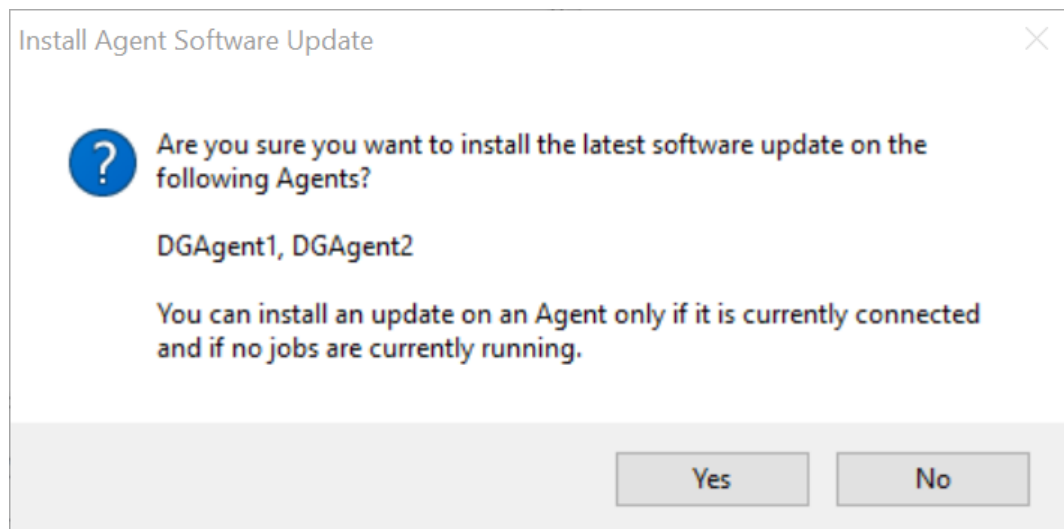 Install Agent Software Update
Are you sure you want to install the latest software update on the
following Agents?
DGAgent1, DGAgent2
You can install an update on an Agent only if it is currently connected
and if no jobs are currently running.
Yes
No